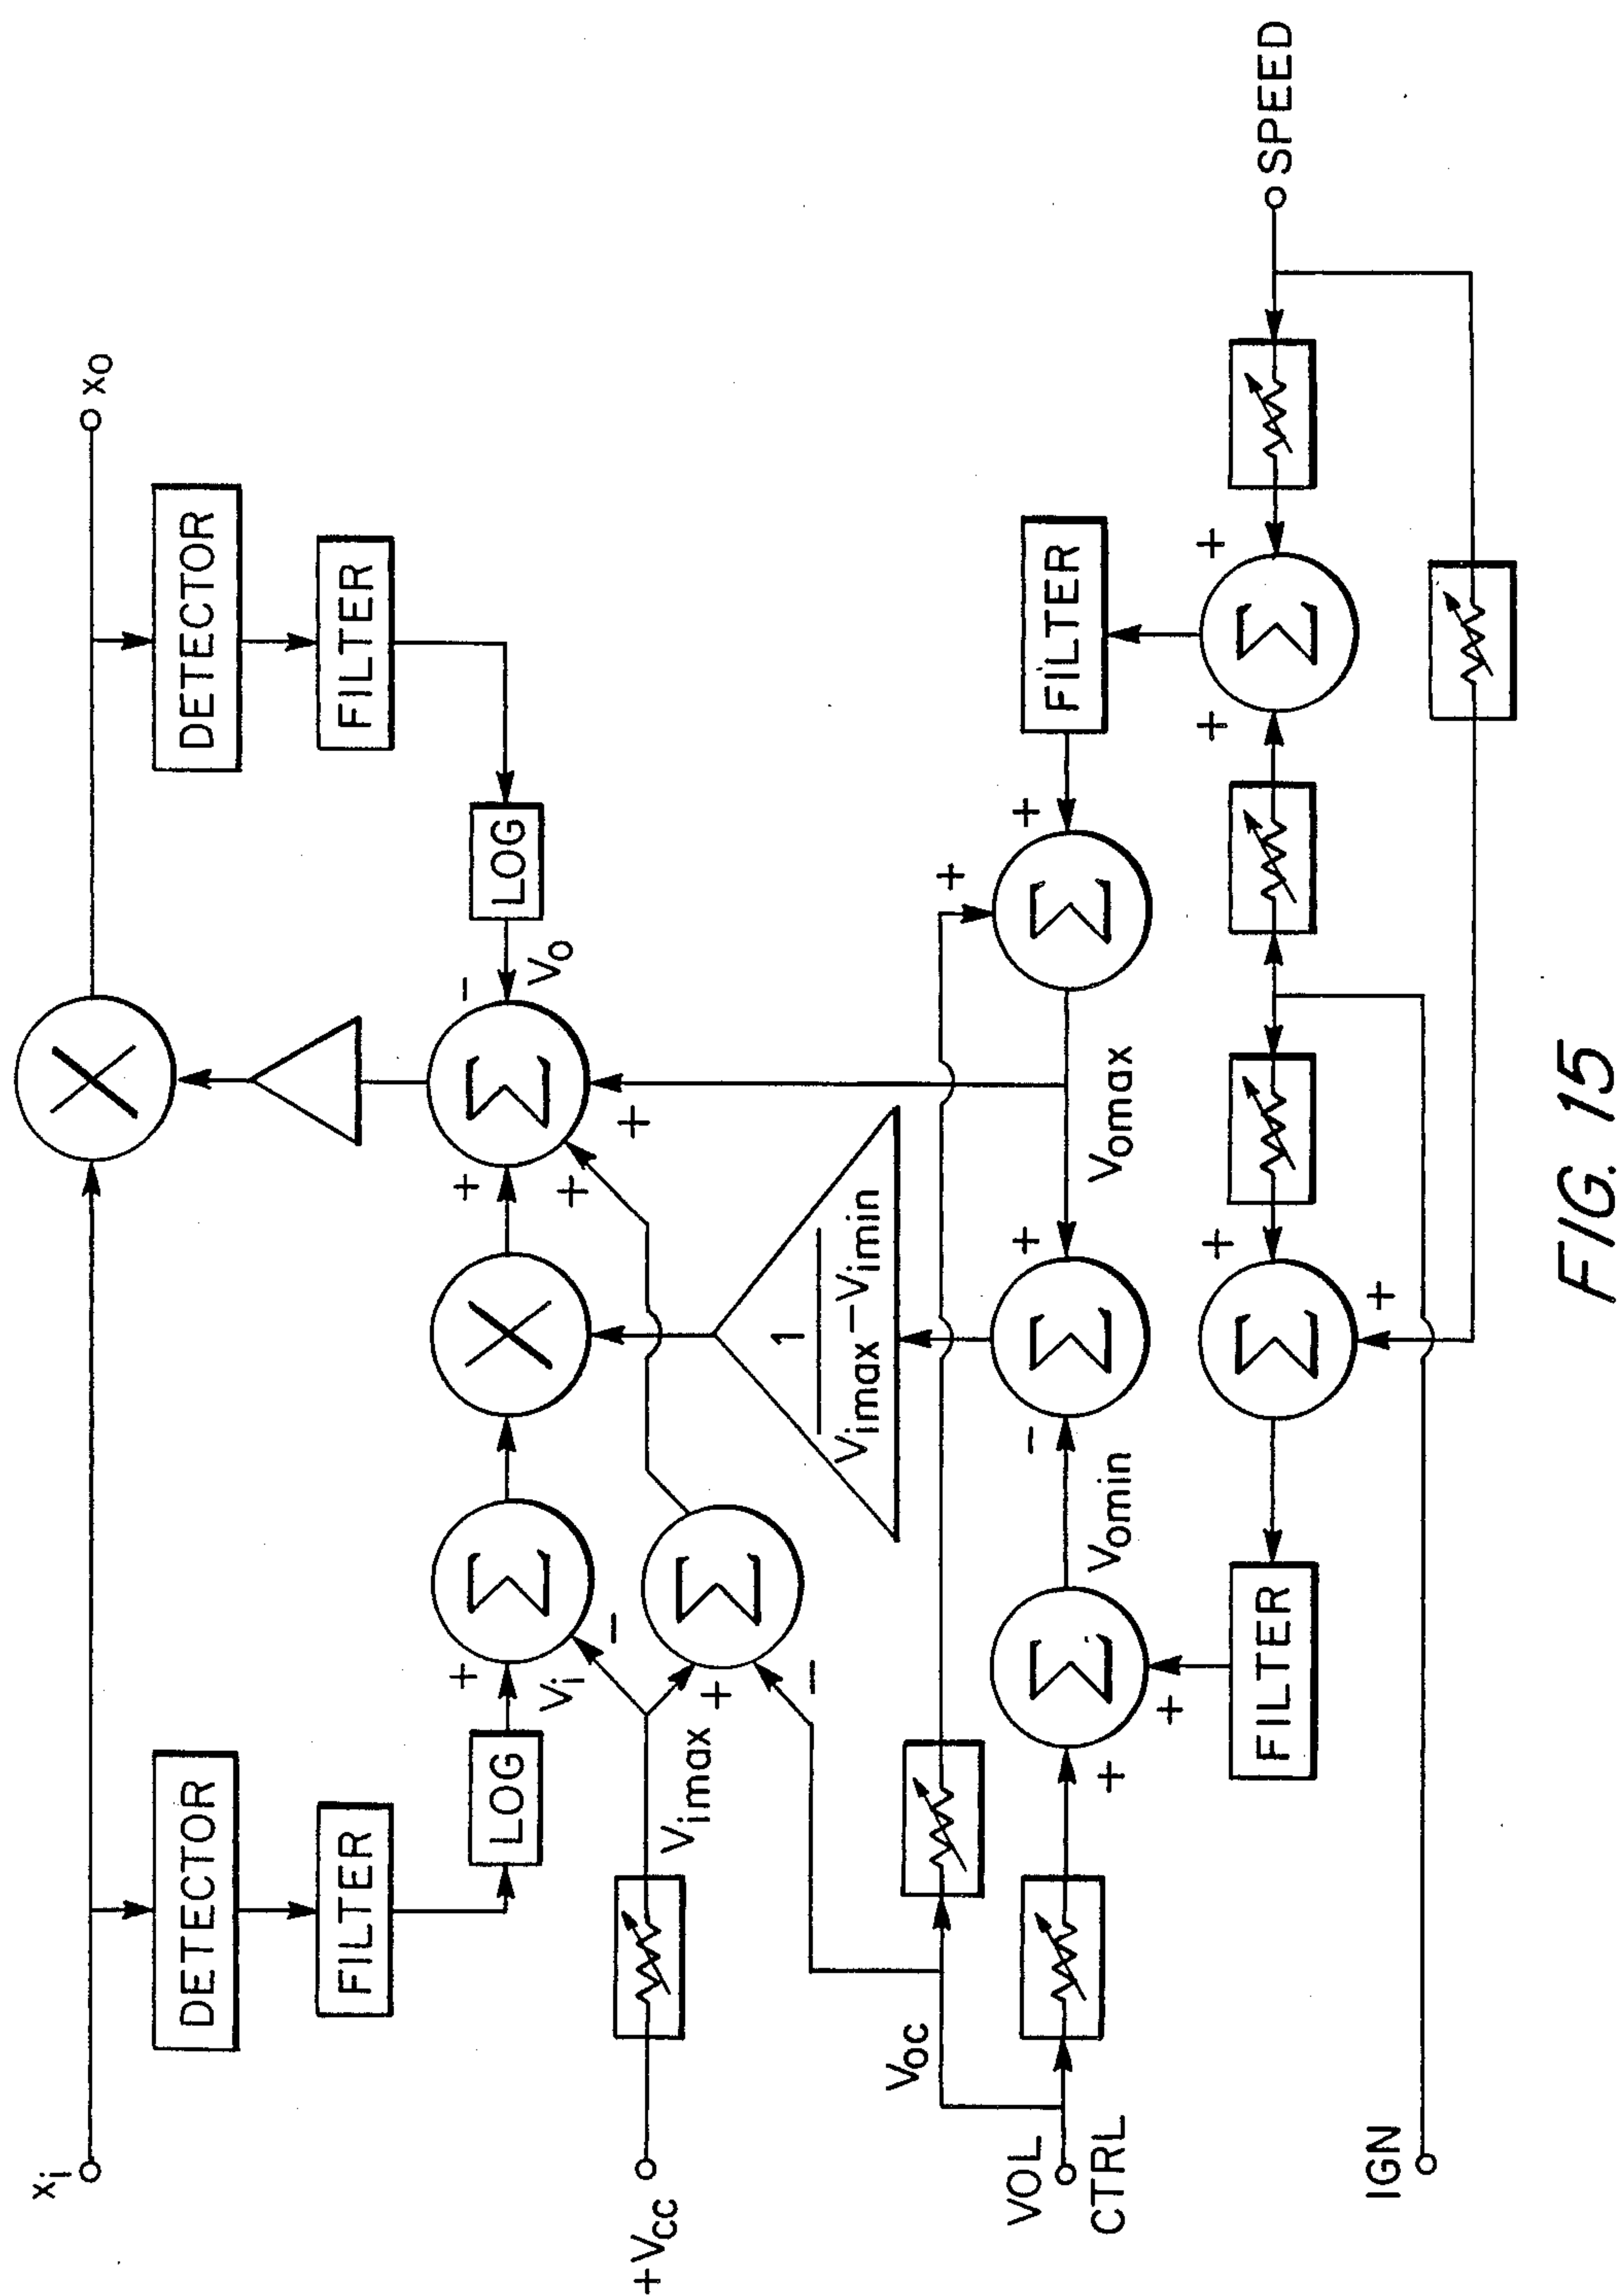 xi
xo
DETECTOR
DETECTOR
FILTER
FILTER
LOG
LOG
X
Σ
X
Σ
+
Vi
-
+
+
+
-
Vo
+Vcc
Vimax
Σ
+
-
1
Vimax-Vimin
Voc
VOL
CTRL
Σ
+
+
Vomin
-
Σ
+
Vomax
Σ
+
+
FILTER
FILTER
Σ
+
+
Σ
+
+
SPEED
IGN
FIG. 15